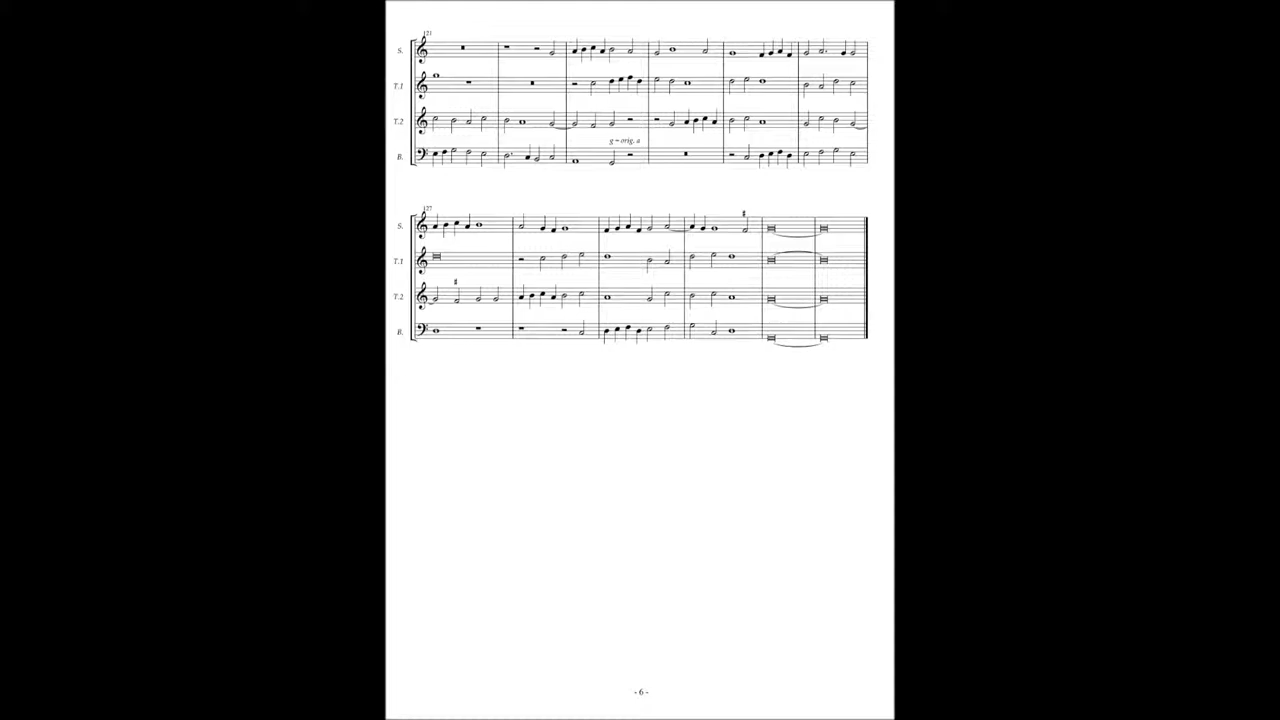 121
S.
T.1
T.2
g = orig. a
B.
127
S.
T.1
T.2
B.
- 6 -